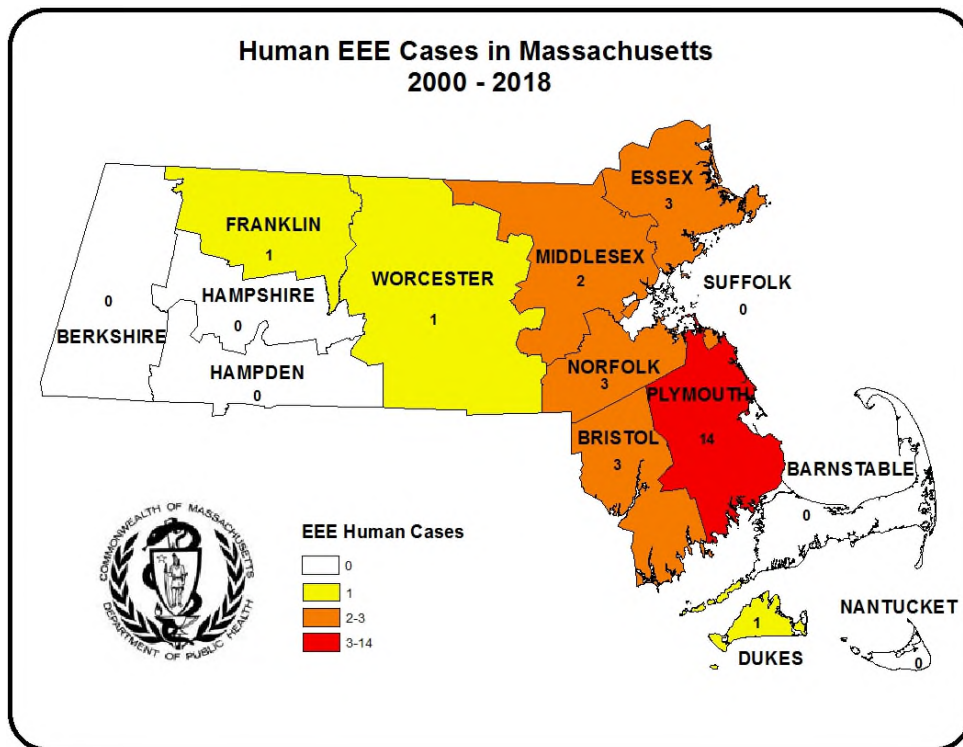 Human EEE Cases in Massachusetts
2000 - 2018
ESSEX
3
FRANKLIN
1
MIDDLESEX
2
WORCESTER
1
SUFFOLK
0
HAMPSHIRE
0
0
BERKSHIRE
HAMPDEN
0
NORFOLK
3
PLYMOUTH
14
BRISTOL
3
BARNSTABLE
0
NANTUCKET
0
1
DUKES
COMMONWEALTH OF MASSACHUSETTS
DEPARTMENT OF PUBLIC HEALTH
EEE Human Cases
0
1
2-3
3-14